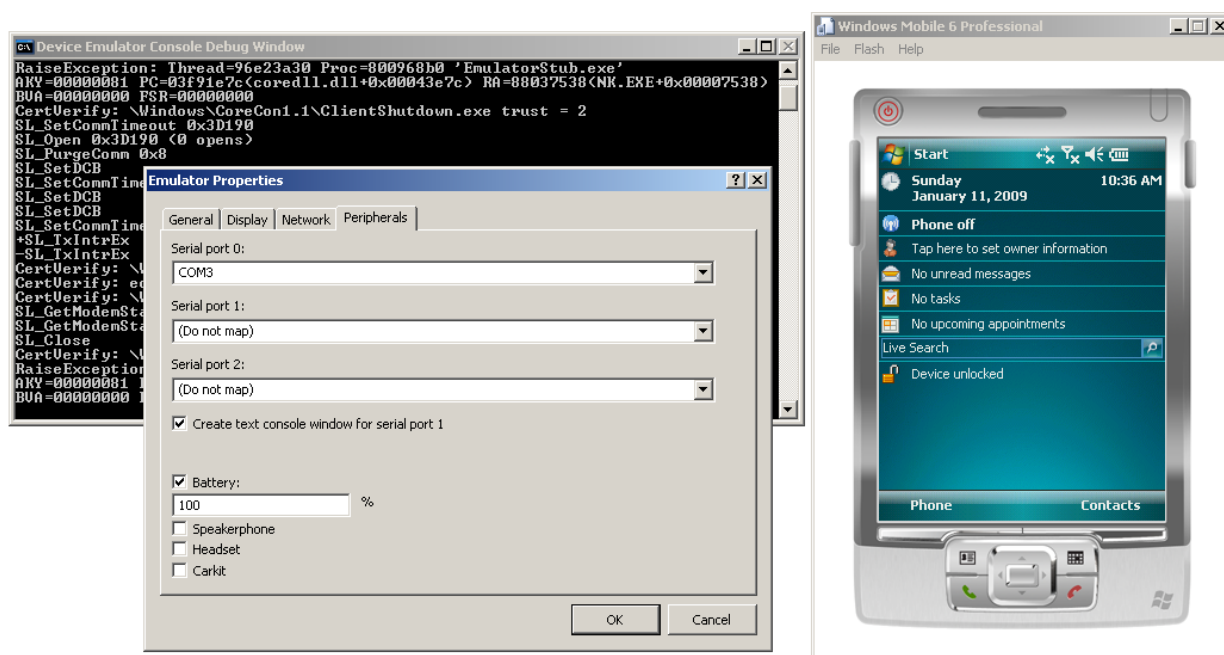 Device Emulator Console Debug Window
RaiseException: Thread=96e23a30 Proc=800968b0 'EmulatorStub.exe'
AKY=00000081 PC=03f91e7c(coredll.dll+0x00043e7c) RA=88037538(NK.EXE+0x00007538)
BVA=00000000 FSR=00000000
CertVerify: \Windows\CoreCon1.1\ClientShutdown.exe trust = 2
SL_SetCommTimeout 0x3D190
SL_Open 0x3D190 (0 opens)
SL_PurgeComm 0x8
SL_SetDCB
SL_SetCommTime
SL_SetDCB
SL_SetDCB
SL_SetCommTime
+SL_TxIntrEx
-SL_TxIntrEx
CertVerify: \W
CertVerify: ec
CertVerify: \W
SL_GetModemSta
SL_GetModemSta
SL_Close
CertVerify: \W
RaiseException
AKY=00000081
BVA=00000000
Emulator Properties
General Display Network Peripherals
Serial port 0:
COM3
Serial port 1:
(Do not map)
Serial port 2:
(Do not map)
Create text console window for serial port 1
Battery:
100 %
Speakerphone
Headset
Carkit
OK Cancel
Windows Mobile 6 Professional
File Flash Help
Start
Sunday 10:36 AM
January 11, 2009
Phone off
Tap here to set owner information
No unread messages
No tasks
No upcoming appointments
Live Search
Device unlocked
Phone Contacts